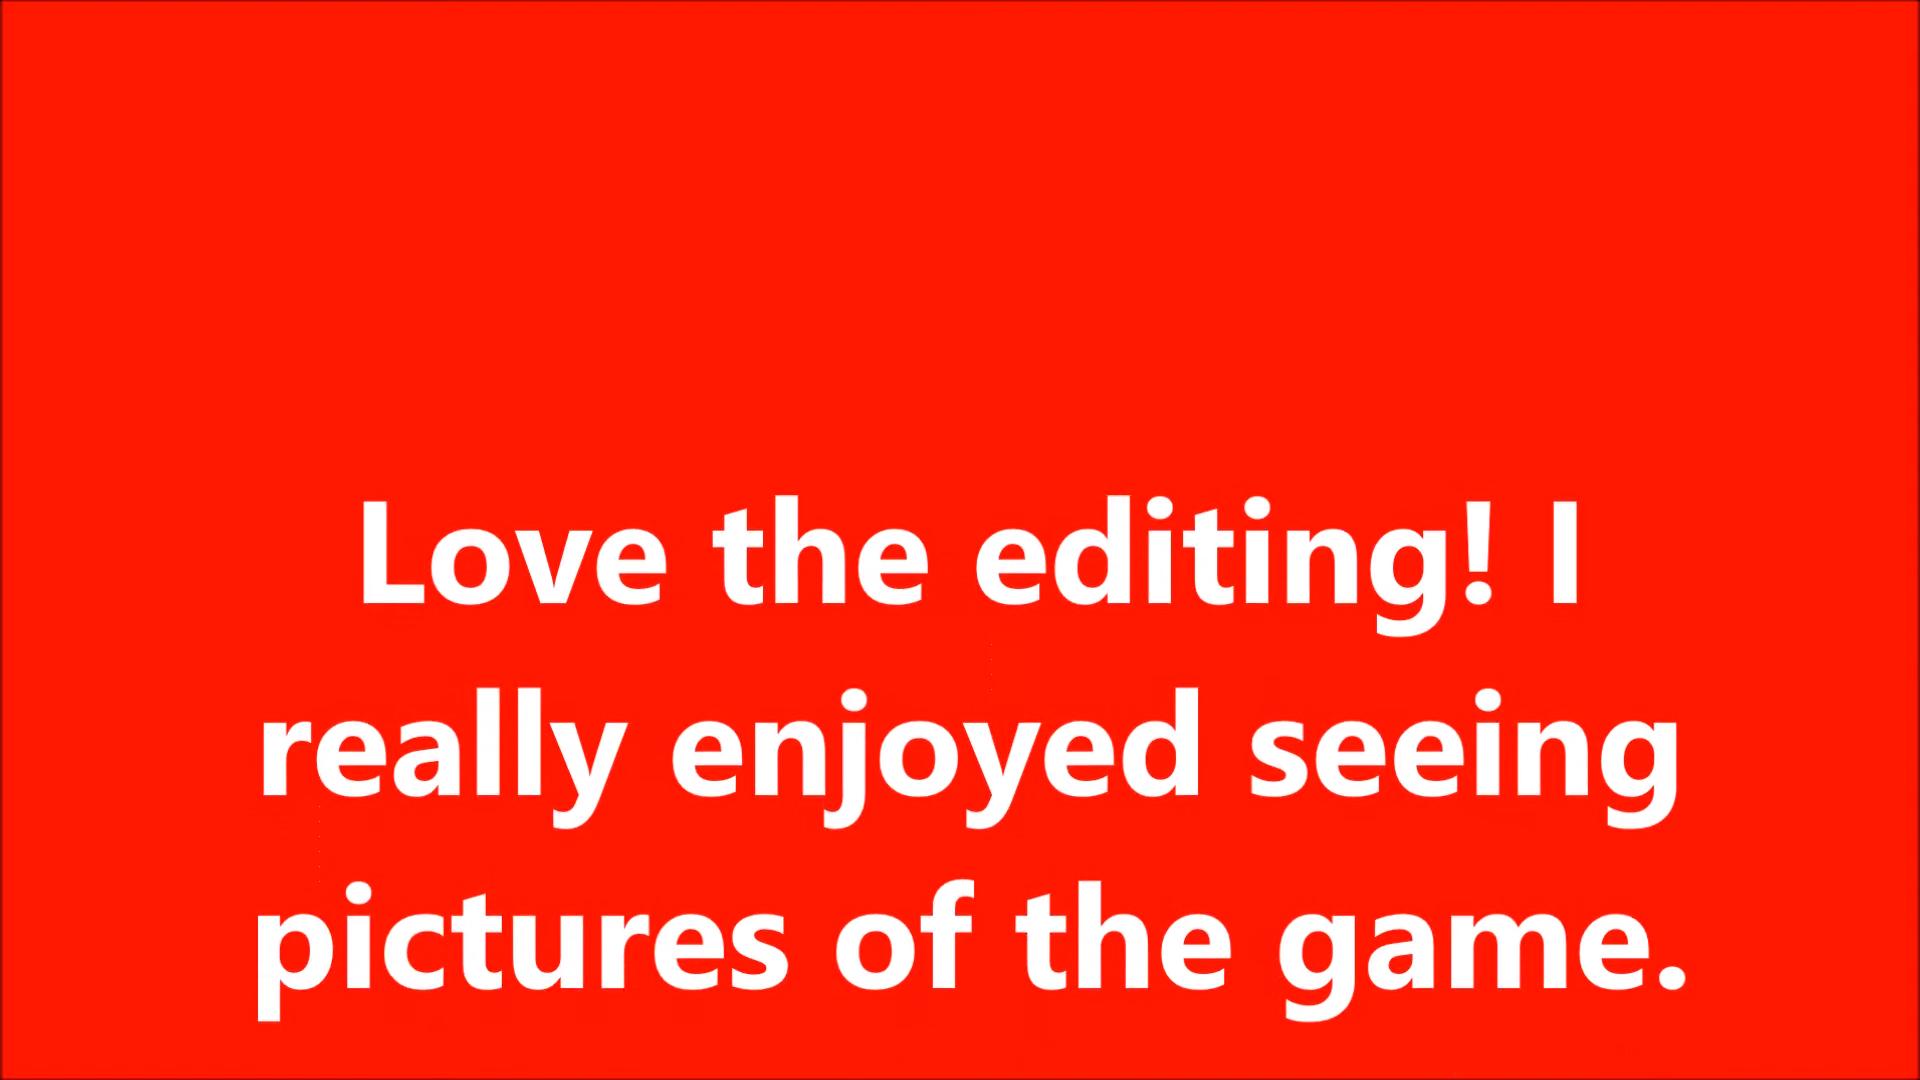 Love the editing! I
really enjoyed seeing
pictures of the game.